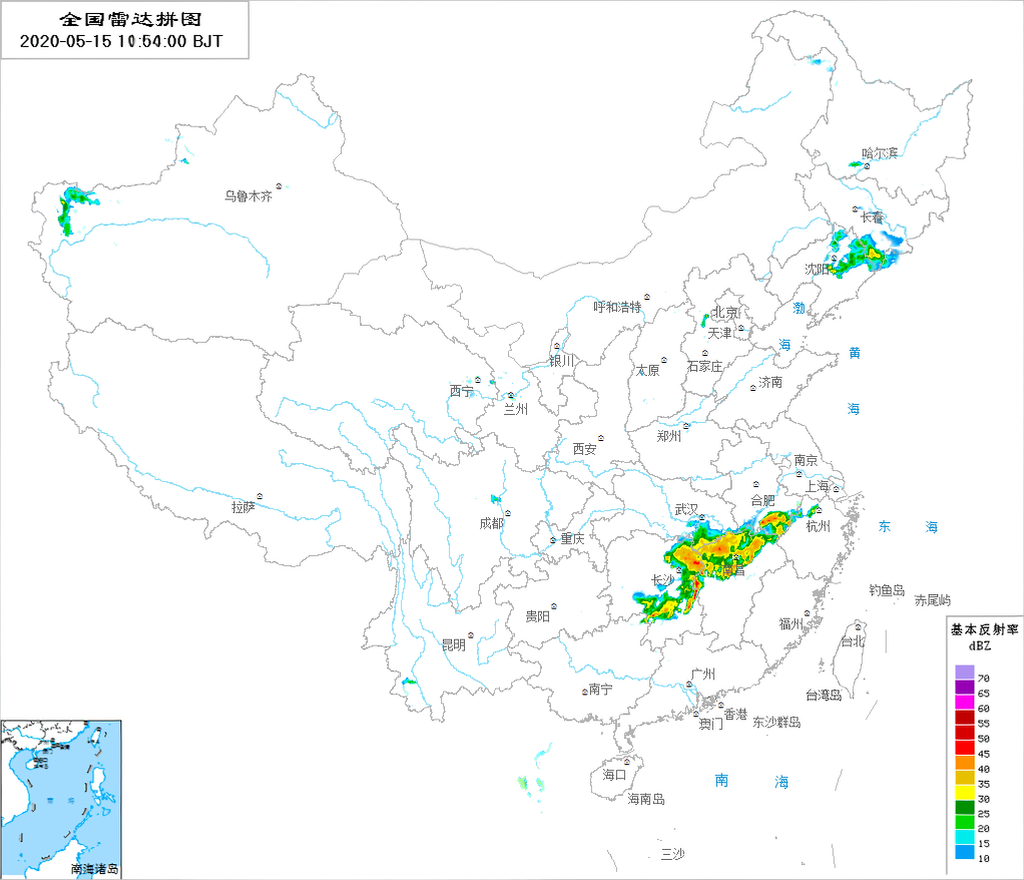 全国雷达拼图
2020-05-15 10:54:00 BJT
哈尔滨
乌鲁木齐
长春
沈阳
呼和浩特
北京
天津
渤
海
黄
海
银川
太原
石家庄
西宁
兰州
济南
郑州
西安
南京
上海
拉萨
成都
重庆
武汉
合肥
杭州
东 海
长沙
南昌
贵阳
昆明
福州
钓鱼岛
赤尾屿
台北
台湾岛
南宁
广州
香港
澳门
东沙群岛
海口
海南岛
南 海
三沙
南 海
南海诸岛
基本反射率
dBZ
70
65
60
55
50
45
40
35
30
25
20
15
10